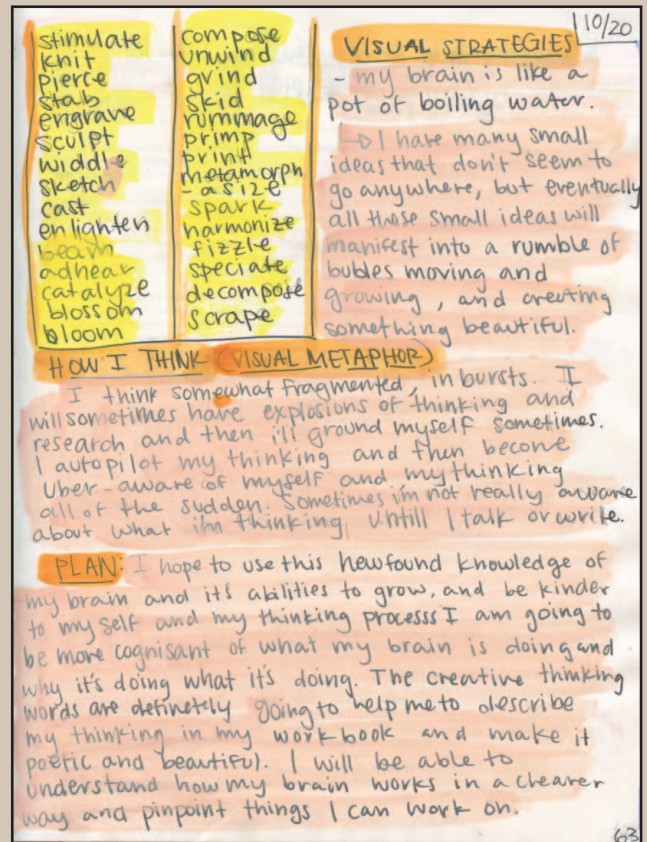 stimulate
knit
pierce
stab
engrave
sculpt
widdle
sketch
cast
enlighten
beam
adhear
catalyze
blossom
bloom
compose
unwind
grind
skid
rummage
primp
print
metamorph
-asize
spark
harmonize
fizzle
speciate
decompose
scrape
110/20
VISUAL STRATEGIES
- my brain is like a
pot of boiling water.
→ I have many small
ideas that don't seem to
go anywhere, but eventually
all those small ideas will
manifest into a rumble of
bubles moving and
growing, and creating
something beautiful.
HOW I THINK (VISUAL METAPHOR)
I think somewhat fragmented, in bursts. I
will sometimes have explosions of thinking and
research and then i'll ground myself sometimes.
I autopilot my thinking and then become
Uber-aware of myself and my thinking
all of the sudden. Sometimes i'm not really aware
about what i'm thinking, untill I talk or write.
PLAN: I hope to use this newfound knowledge of
my brain and it's abilities to grow, and be kinder
to my self and my thinking processs I am going to
be more cognisant of what my brain is doing and
why it's doing what it's doing. The creative thinking
words are definetely going to help me to describe
my thinking in my workbook and make it
poetic and beautiful. I will be able to
understand how my brain works in a clearer
way and pinpoint things I can work on.
63